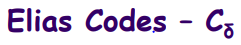 Elias Codes – Cδ